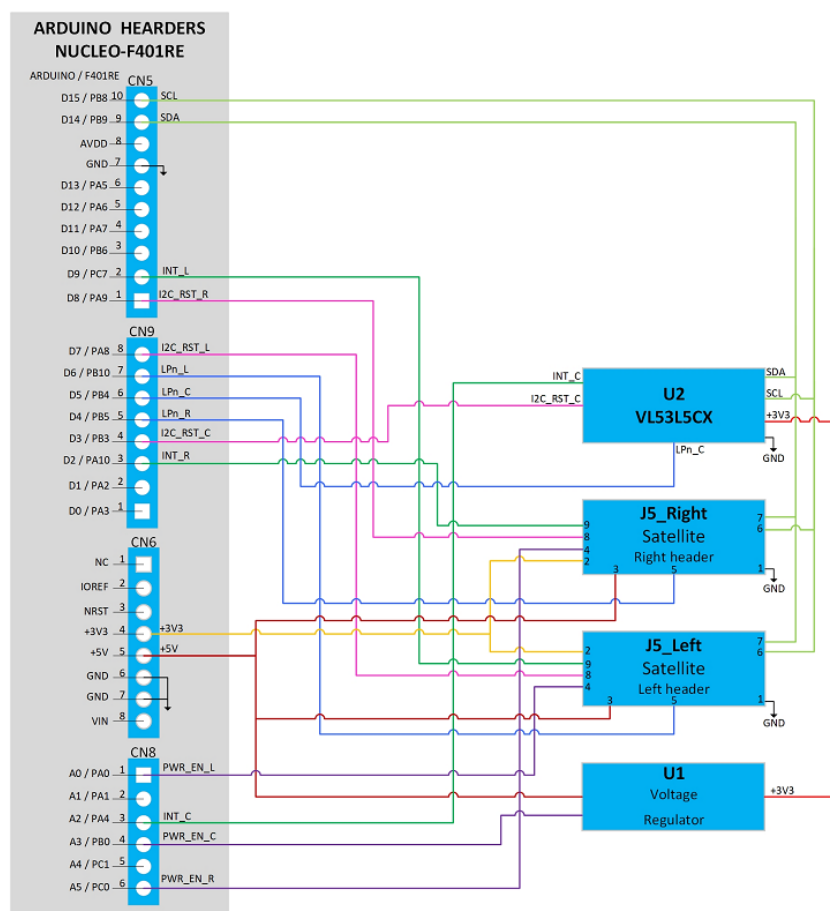 ARDUINO HEARDERS
NUCLEO-F401RE
ARDUINO / F401RE
CN5
D15 / PB8 10 SCL
D14 / PB9 9 SDA
AVDD 8
GND 7
D13 / PA5 6
D12 / PA6 5
D11 / PA7 4
D10 / PB6 3
D9 / PC7 2 INT_L
D8 / PA9 1 I2C_RST_R
CN9
D7 / PA8 8 I2C_RST_L
D6 / PB10 7 LPn_L
D5 / PB4 6 LPn_C
D4 / PB5 5 LPn_R
D3 / PB3 4 I2C_RST_C
D2 / PA10 3 INT_R
D1 / PA2 2
D0 / PA3 1
CN6
NC 1
IOREF 2
NRST 3
+3V3 4 +3V3
+5V 5 +5V
GND 6
GND 7
VIN 8
CN8
A0 / PA0 1 PWR_EN_L
A1 / PA1 2
A2 / PA4 3 INT_C
A3 / PB0 4 PWR_EN_C
A4 / PC1 5
A5 / PC0 6 PWR_EN_R
INT_C
I2C_RST_C
U2
VL53L5CX
SDA
SCL
+3V3
GND
LPn_C
J5_Right
Satellite
Right header
9
8
4
2
3
5
7
6
1
GND
J5_Left
Satellite
Left header
2
9
8
4
3
5
7
6
1
GND
U1
Voltage
Regulator
+3V3